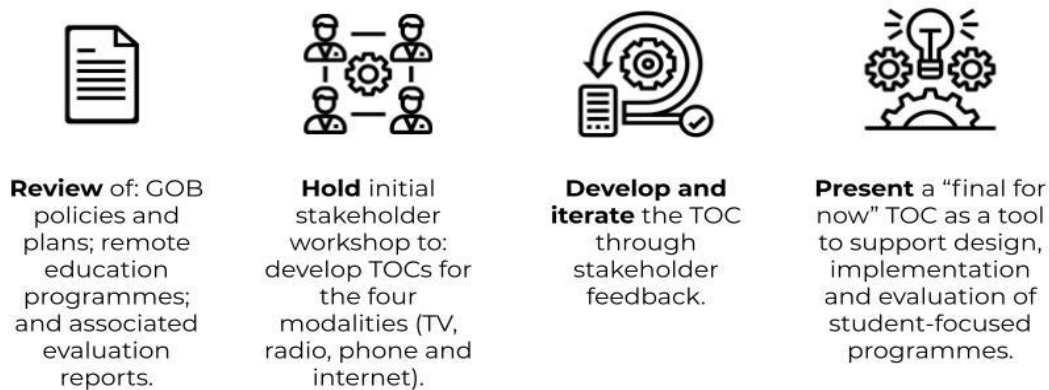 Review of: GOB
policies and
plans; remote
education
programmes;
and associated
evaluation
reports.
Hold initial
stakeholder
workshop to:
develop TOCs for
the four
modalities (TV,
radio, phone and
internet).
Develop and
iterate the TOC
through
stakeholder
feedback.
Present a “final for
now” TOC as a tool
to support design,
implementation
and evaluation of
student-focused
programmes.